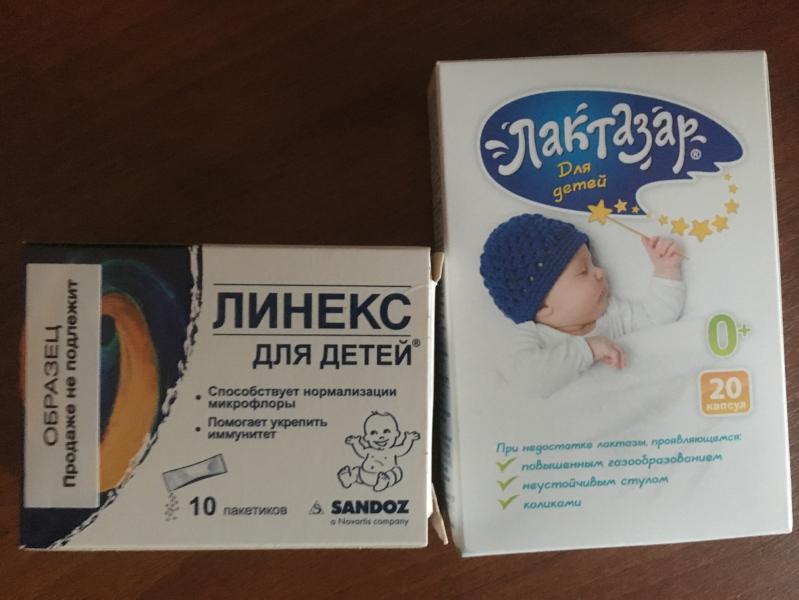 ОБРАЗЕЦ
Продаже не подлежит
ЛИНЕКС
ДЛЯ ДЕТЕЙ®
• Способствует нормализации
микрофлоры
• Помогает укрепить
иммунитет
10 пакетиков
SANDOZ
a Novartis company
Лактазар®
Для
детей
0+
20
капсул
При недостатке лактазы, проявляющемся:
повышенным газообразованием
неустойчивым стулом
коликами